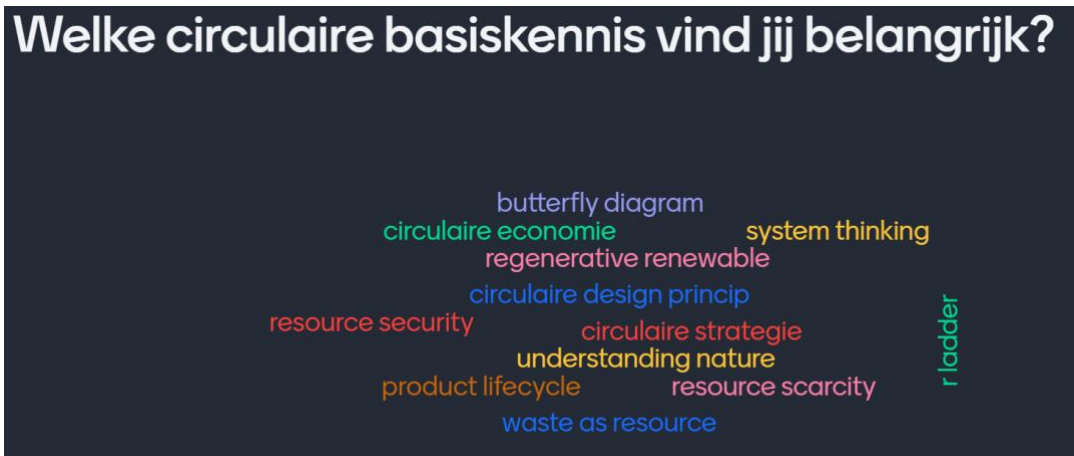 Welke circulaire basiskennis vind jij belangrijk?
butterfly diagram
circulaire economie
system thinking
regenerative renewable
circulaire design princip
resource security
circulaire strategie
r ladder
understanding nature
product lifecycle
resource scarcity
waste as resource